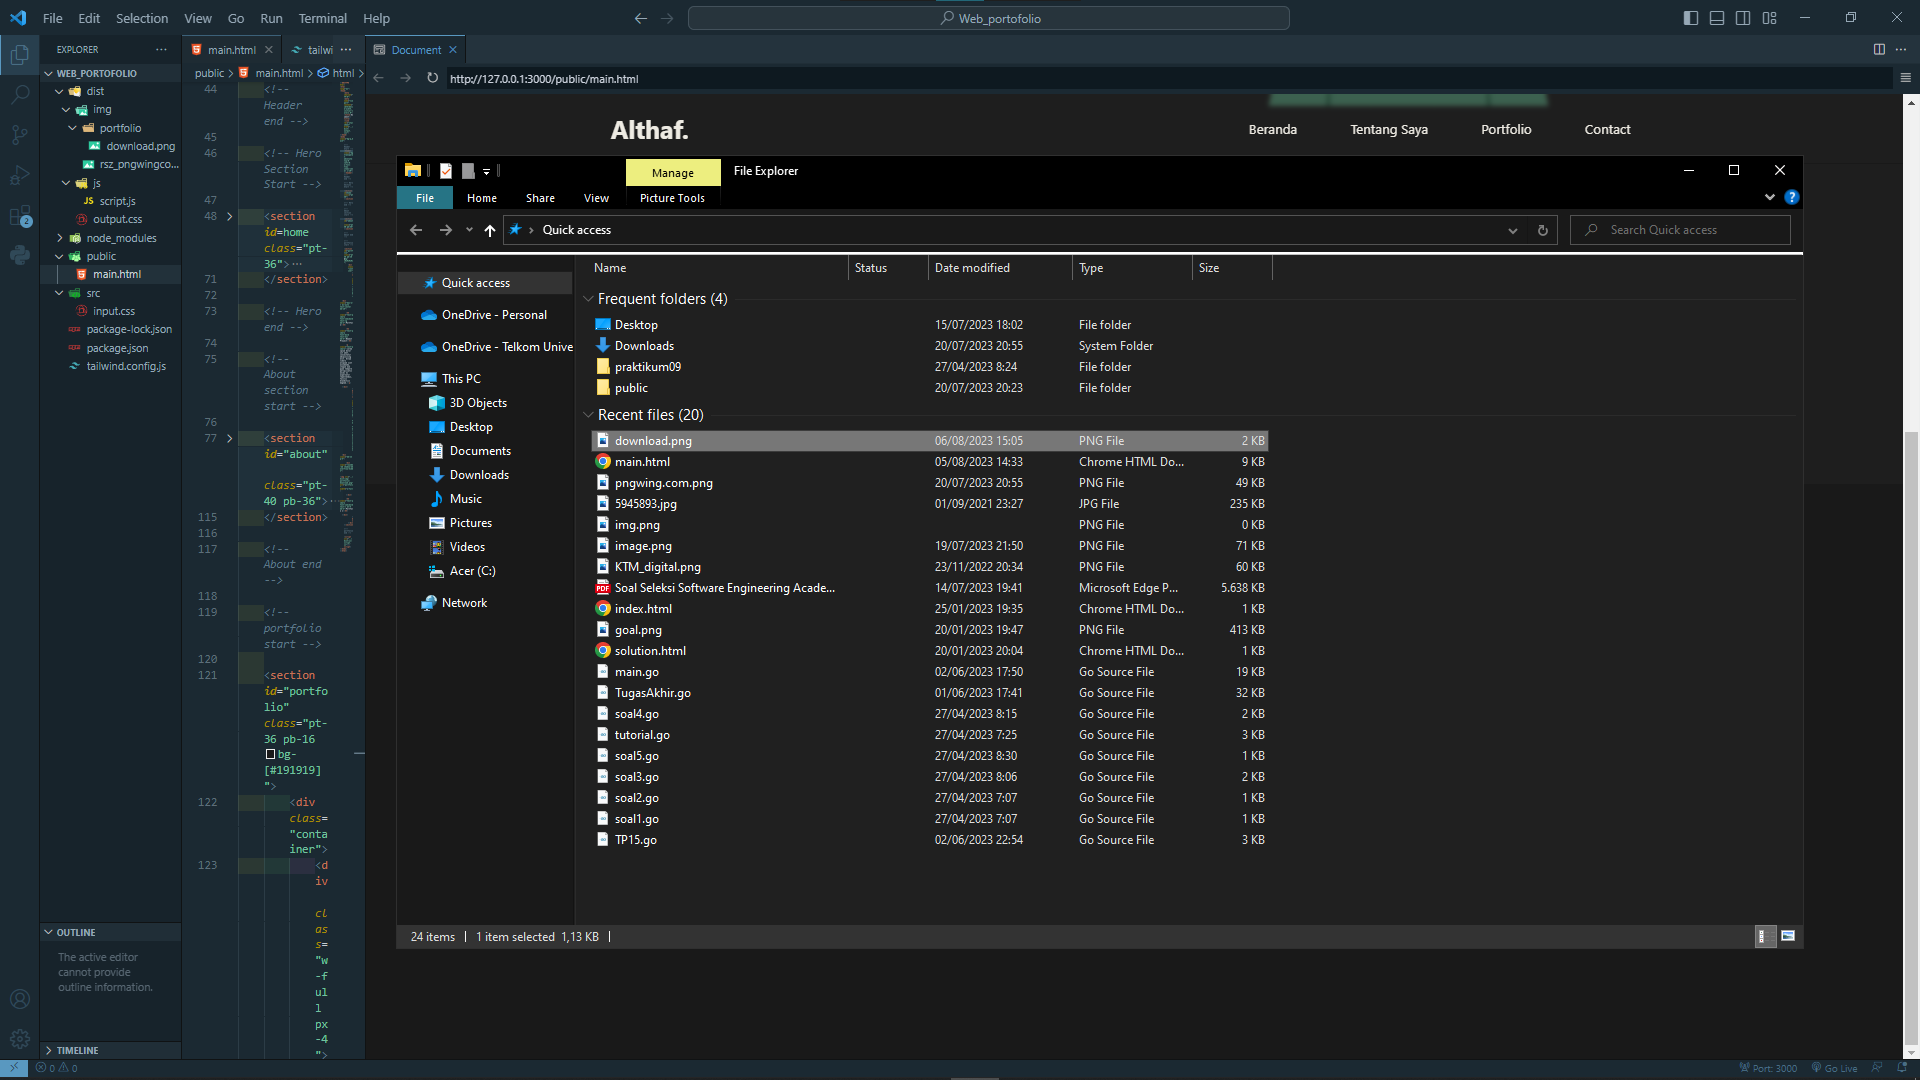 File Edit Selection View Go Run Terminal Help
Web_portofolio
EXPLORER
WEB_PORTOFOLIO
dist
img
portfolio
download.png
rsz_pngwingco...
js
script.js
output.css
node_modules
public
main.html
src
input.css
package-lock.json
package.json
tailwind.config.js
OUTLINE
The active editor
cannot provide
outline information.
TIMELINE
2
main.html
tailwi
Document
public > main.html > html >
http://127.0.0.1:3000/public/main.html
44 <!--
Header
end -->
45
46 <!-- Hero
Section
Start -->
47
48 <section
id=home
class="pt-
36">...
71 </section>
72
73 <!-- Hero
end -->
74
75 <!--
About
section
start -->
76
77 <section
id="about"
class="pt-
40 pb-36">
115 </section>
116
117 <!--
About end
-->
118
119 <!--
portfolio
start -->
120
121 <section
id="portfo
lio"
class="pt-
36 pb-16
bg-
[#191919]
">
122 <div
class=
"conta
iner">
123 <d
iv
cl
as
s=
"w
-f
ul
l
px
-4
">
Althaf.
Beranda Tentang Saya Portfolio Contact
Manage
File Explorer
File Home Share View Picture Tools
Quick access
Search Quick access
Quick access
OneDrive - Personal
OneDrive - Telkom Unive
This PC
3D Objects
Desktop
Documents
Downloads
Music
Pictures
Videos
Acer (C:)
Network
Name Status Date modified Type Size
Frequent folders (4)
Desktop 15/07/2023 18:02 File folder
Downloads 20/07/2023 20:55 System Folder
praktikum09 27/04/2023 8:24 File folder
public 20/07/2023 20:23 File folder
Recent files (20)
download.png 06/08/2023 15:05 PNG File 2 KB
main.html 05/08/2023 14:33 Chrome HTML Do... 9 KB
pngwing.com.png 20/07/2023 20:55 PNG File 49 KB
5945893.jpg 01/09/2021 23:27 JPG File 235 KB
img.png PNG File 0 KB
image.png 19/07/2023 21:50 PNG File 71 KB
KTM_digital.png 23/11/2022 20:34 PNG File 60 KB
PDF Soal Seleksi Software Engineering Acade... 14/07/2023 19:41 Microsoft Edge P... 5.638 KB
index.html 25/01/2023 19:35 Chrome HTML Do... 1 KB
goal.png 20/01/2023 19:47 PNG File 413 KB
solution.html 20/01/2023 20:04 Chrome HTML Do... 1 KB
main.go 02/06/2023 17:50 Go Source File 19 KB
TugasAkhir.go 01/06/2023 17:41 Go Source File 32 KB
soal4.go 27/04/2023 8:15 Go Source File 2 KB
tutorial.go 27/04/2023 7:25 Go Source File 3 KB
soal5.go 27/04/2023 8:30 Go Source File 1 KB
soal3.go 27/04/2023 8:06 Go Source File 2 KB
soal2.go 27/04/2023 7:07 Go Source File 1 KB
soal1.go 27/04/2023 7:07 Go Source File 1 KB
TP15.go 02/06/2023 22:54 Go Source File 3 KB
24 items 1 item selected 1,13 KB
0 0
Port: 3000 Go Live